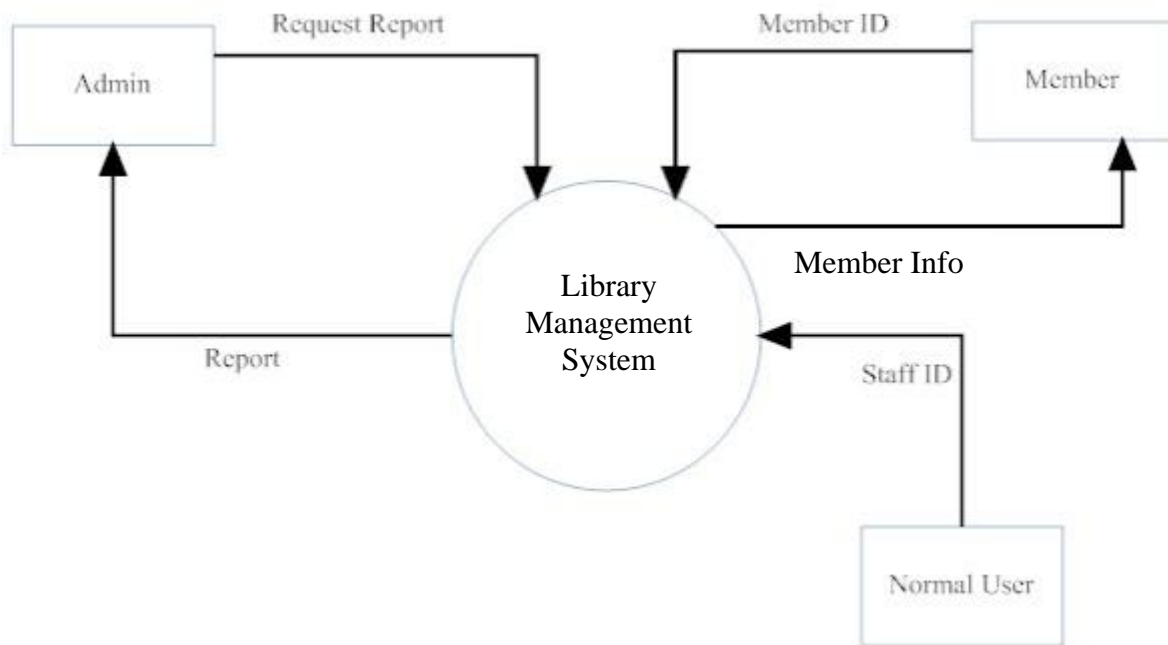 Request Report
Member ID
Admin
Member
Member Info
Library
Management
System
Report
Staff ID
Normal User